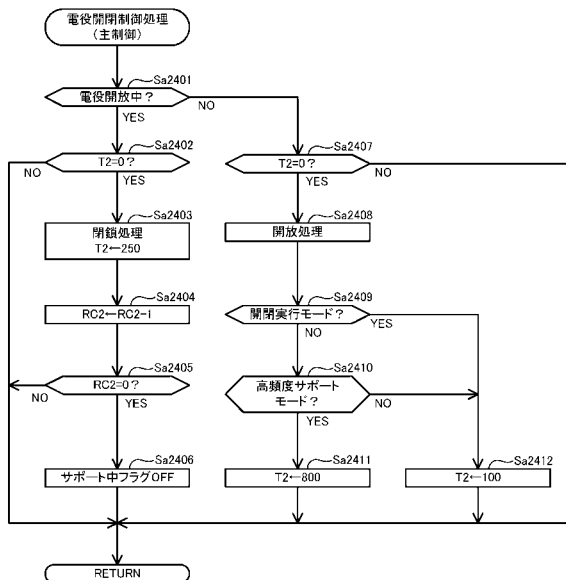 電役開閉制御処理
(主制御)
Sa2401
電役開放中?
NO
YES
Sa2402
T2=0?
NO
YES
Sa2407
T2=0?
NO
YES
Sa2403
閉鎖処理
T2←250
Sa2408
開放処理
Sa2404
RC2←RC2-1
Sa2409
開閉実行モード?
YES
NO
Sa2405
RC2=0?
NO
YES
Sa2410
高頻度サポート
モード?
NO
YES
Sa2406
サポート中フラグOFF
Sa2411
T2←800
Sa2412
T2←100
RETURN